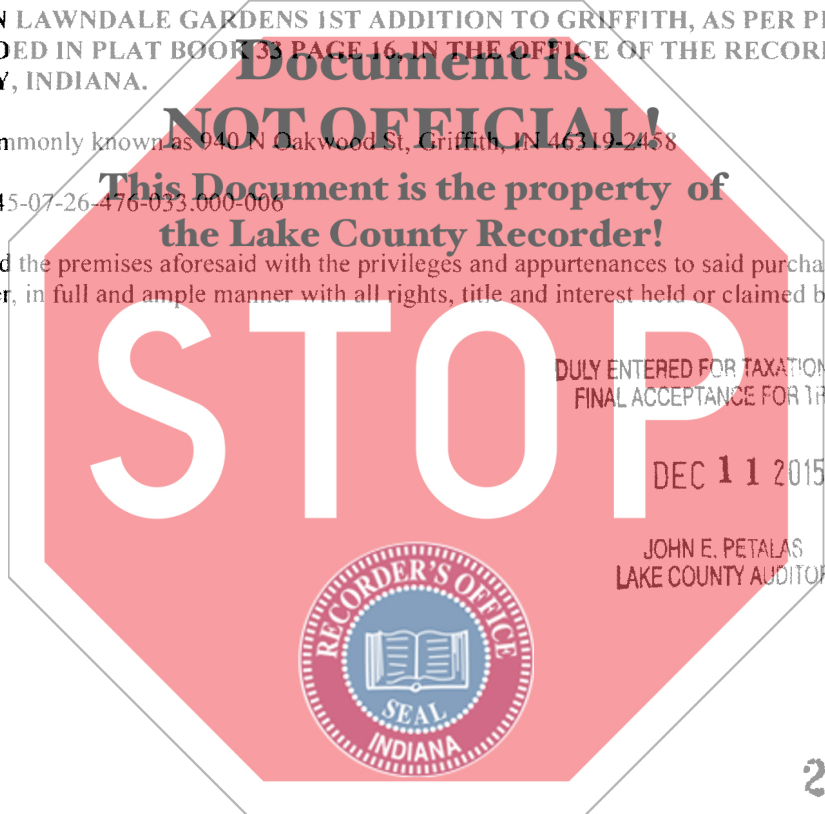 N LAWNDALE GARDENS 1ST ADDITION TO GRIFFITH, AS PER P
DED IN PLAT BOOK 33 PAGE 16, IN THE OFFICE OF THE RECOR
Y, INDIANA.
Document is
NOT OFFICIAL!
mmonly known as 940 N Oakwood St, Griffith, IN 46319-2458
This Document is the property of
45-07-26-476-033.000-006
the Lake County Recorder!
d the premises aforesaid with the privileges and appurtenances to said purcha
r, in full and ample manner with all rights, title and interest held or claimed b
STOP
DULY ENTERED FOR TAXATION
FINAL ACCEPTANCE FOR TR
DEC 11 2015
JOHN E. PETALAS
LAKE COUNTY AUDITOR
RECORDER'S OFFICE
SEAL
INDIANA
2